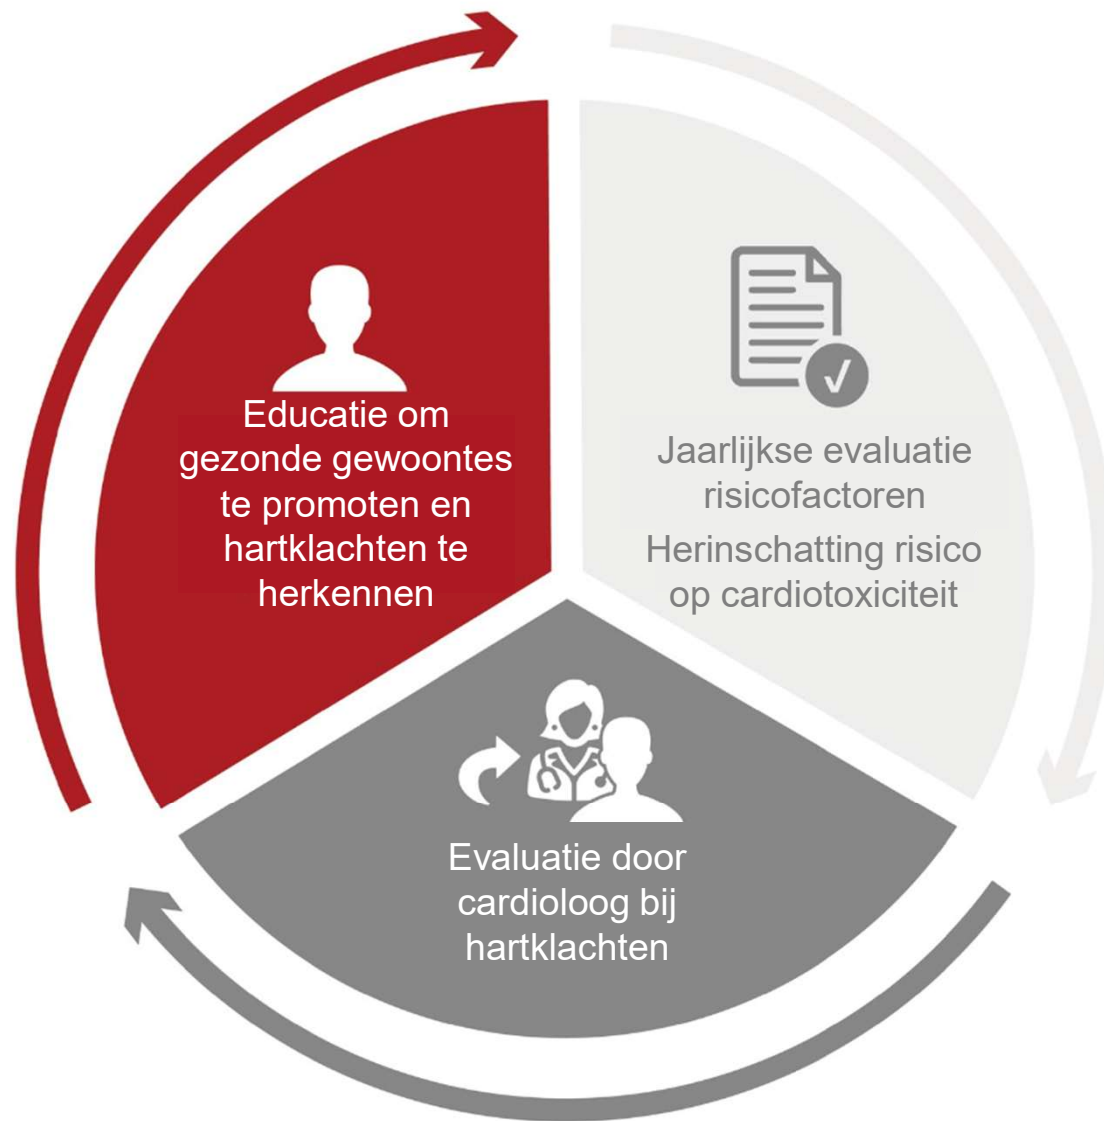 Educatie om
gezonde gewoontes
te promoten en
hartklachten te
herkennen
Jaarlijkse evaluatie
risicofactoren
Herinschatting risico
op cardiotoxiciteit
Evaluatie door
cardioloog bij
hartklachten